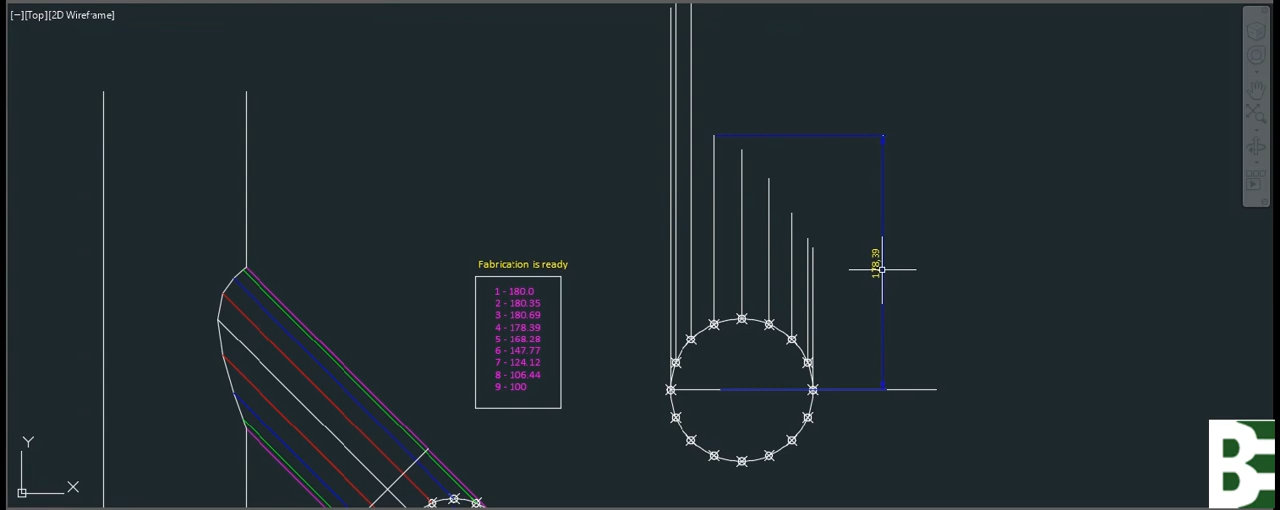 [−][Top][2D Wireframe]
Fabrication is ready
1 - 180.0
2 - 180.35
3 - 180.69
4 - 178.39
5 - 168.28
6 - 147.77
7 - 124.12
8 - 106.44
9 - 100
178.39
Y
X
BE